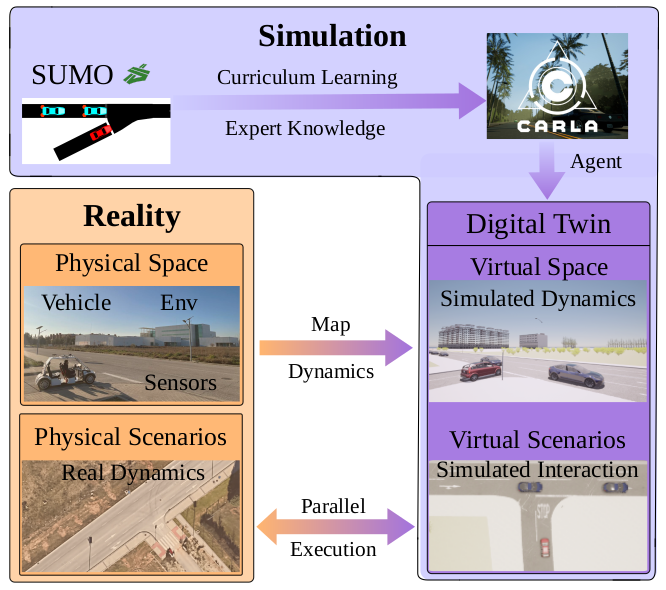 Simulation
SUMO
Curriculum Learning
Expert Knowledge
CARLA
Agent
Reality
Physical Space
Vehicle Env
Sensors
Physical Scenarios
Real Dynamics
Map
Dynamics
Parallel
Execution
Digital Twin
Virtual Space
Simulated Dynamics
Virtual Scenarios
Simulated Interaction